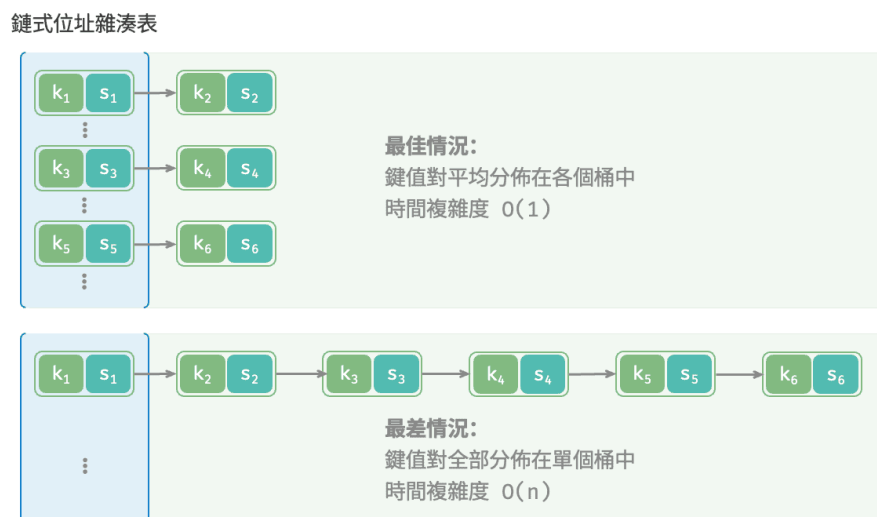 鏈式位址雜湊表
k₁ s₁ k₂ s₂
k₃ s₃ k₄ s₄
k₅ s₅ k₆ s₆
最佳情況：
鍵值對平均分佈在各個桶中
時間複雜度 O(1)
k₁ s₁ k₂ s₂ k₃ s₃ k₄ s₄ k₅ s₅ k₆ s₆
最差情況：
鍵值對全部分佈在單個桶中
時間複雜度 O(n)